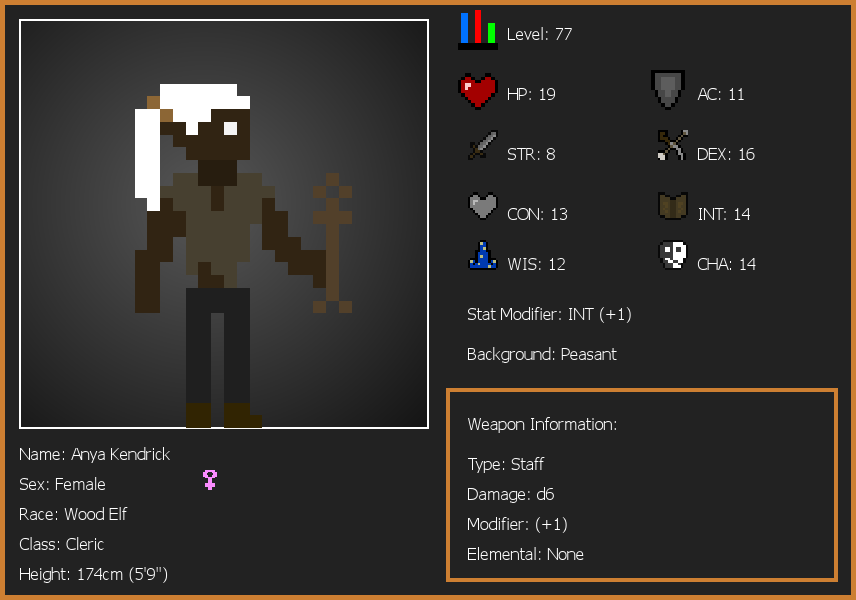 Level: 77
HP: 19
AC: 11
STR: 8
DEX: 16
CON: 13
INT: 14
WIS: 12
CHA: 14
Stat Modifier: INT (+1)
Background: Peasant
Weapon Information:
Type: Staff
Damage: d6
Modifier: (+1)
Elemental: None
Name: Anya Kendrick
Sex: Female
Race: Wood Elf
Class: Cleric
Height: 174cm (5'9")